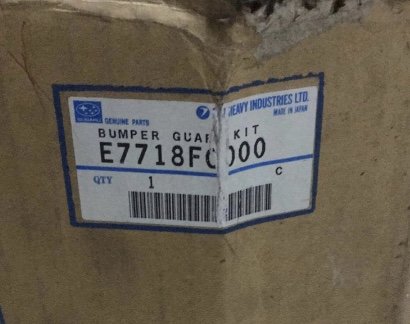 SUBARU
GENUINE PARTS
HEAVY INDUSTRIES LTD.
MADE IN JAPAN
BUMPER GUAR KIT
E7718FC000
QTY 1
C